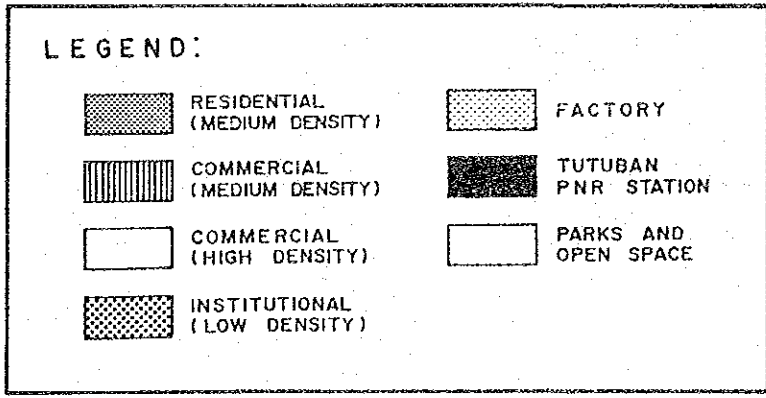 LEGEND:
RESIDENTIAL
(MEDIUM DENSITY)
COMMERCIAL
(MEDIUM DENSITY)
COMMERCIAL
(HIGH DENSITY)
INSTITUTIONAL
(LOW DENSITY)
FACTORY
TUTUBAN
PNR STATION
PARKS AND
OPEN SPACE